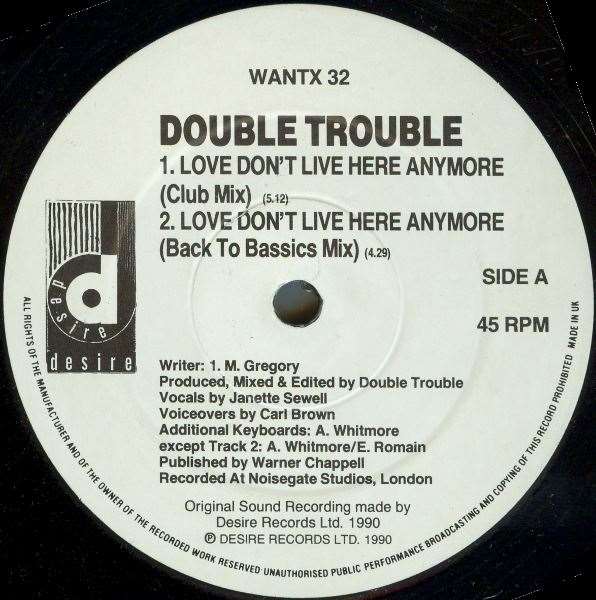 WANTX 32
DOUBLE TROUBLE
1. LOVE DON'T LIVE HERE ANYMORE
(Club Mix) (5.12)
2. LOVE DON'T LIVE HERE ANYMORE
(Back To Bassics Mix) (4.29)
SIDE A
45 RPM
d
desire
desire
Writer: 1. M. Gregory
Produced, Mixed & Edited by Double Trouble
Vocals by Janette Sewell
Voiceovers by Carl Brown
Additional Keyboards: A. Whitmore
except Track 2: A. Whitmore/E. Romain
Published by Warner Chappell
Recorded At Noisegate Studios, London
Original Sound Recording made by
Desire Records Ltd. 1990
℗ DESIRE RECORDS LTD. 1990
ALL RIGHTS OF THE MANUFACTURER AND OF THE OWNER OF THE RECORDED WORK RESERVED UNAUTHORISED PUBLIC PERFORMANCE BROADCASTING AND COPYING OF THIS RECORD PROHIBITED MADE IN UK